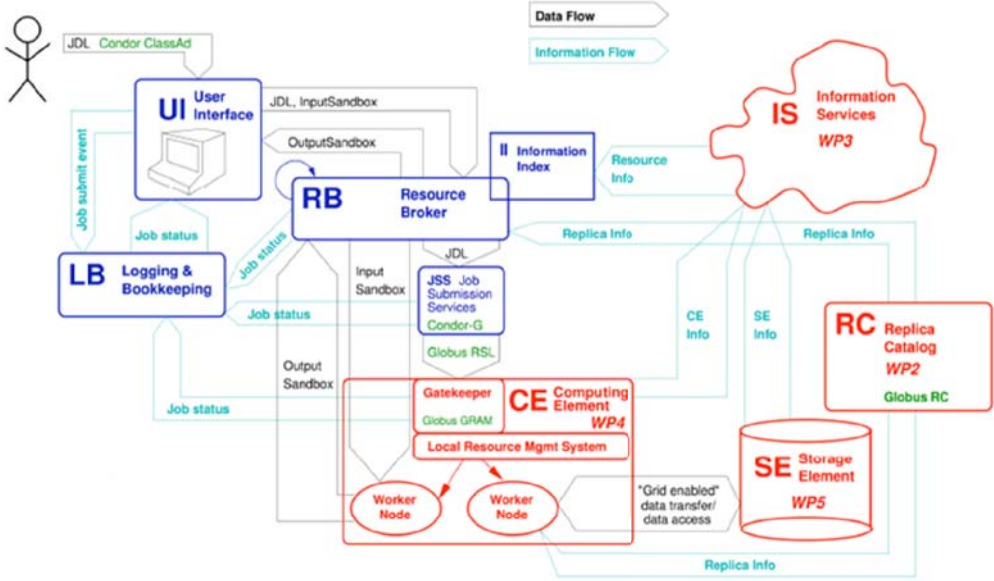 JDL Condor ClassAd
Data Flow
Information Flow
UI User
Interface
JDL, InputSandbox
OutputSandbox
Job submit event
II Information
Index
Resource
Info
IS Information
Services
WP3
RB Resource
Broker
Job status
Job status
Replica Info
Replica Info
LB Logging &
Bookkeeping
JDL
Input
Sandbox
JSS Job
Submission
Services
Condor-G
Job status
Globus RSL
CE
Info
SE
Info
RC Replica
Catalog
WP2
Globus RC
Output
Sandbox
Gatekeeper
Globus GRAM
CE Computing
Element
WP4
Job status
Local Resource Mgmt System
SE Storage
Element
WP5
Worker
Node
Worker
Node
"Grid enabled"
data transfer/
data access
Replica Info